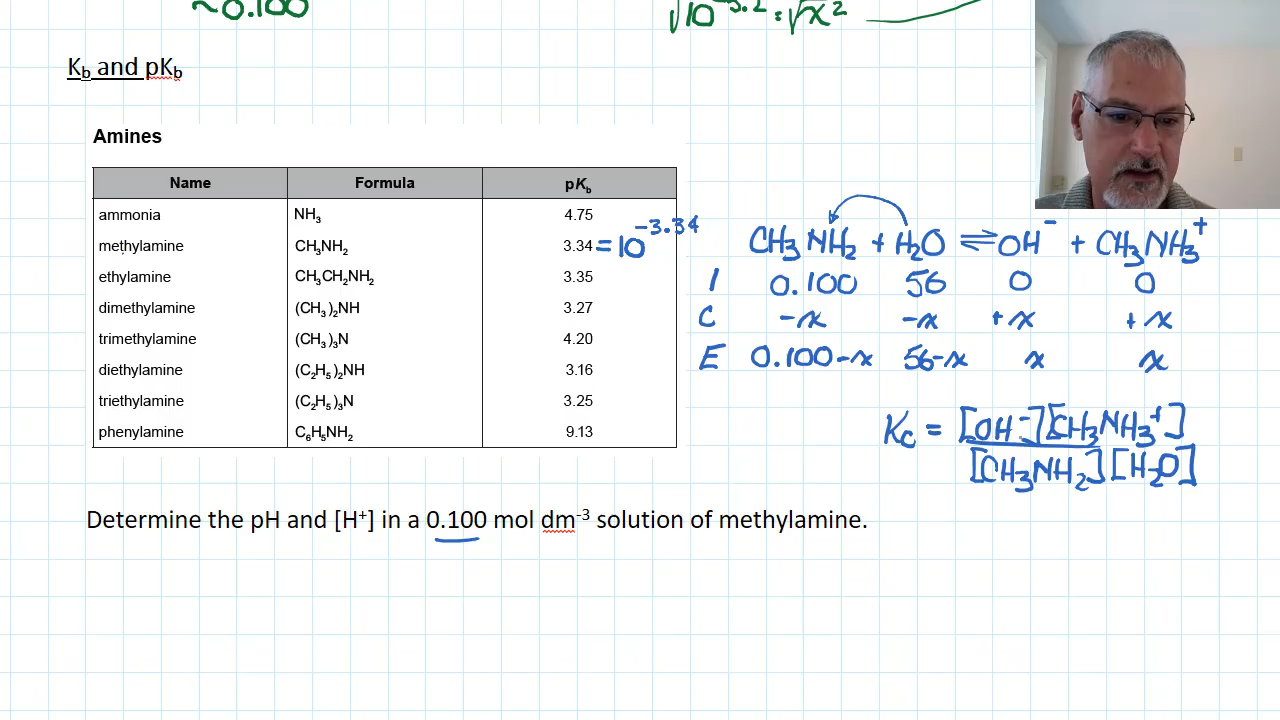 ~0.100
√10^-3.2 = √x²
Kb and pKb
Amines
Name Formula pKb
ammonia NH₃ 4.75
methylamine CH₃NH₂ 3.34 = 10^-3.34
ethylamine CH₃CH₂NH₂ 3.35
dimethylamine (CH₃)₂NH 3.27
trimethylamine (CH₃)₃N 4.20
diethylamine (C₂H₅)₂NH 3.16
triethylamine (C₂H₅)₃N 3.25
phenylamine C₆H₅NH₂ 9.13
CH₃NH₂ + H₂O ⇌ OH⁻ + CH₃NH₃⁺
I 0.100 56 0 0
C -x -x +x +x
E 0.100-x 56-x x x
Kc = [OH⁻][CH₃NH₃⁺]
[CH₃NH₂][H₂O]
Determine the pH and [H⁺] in a 0.100 mol dm⁻³ solution of methylamine.